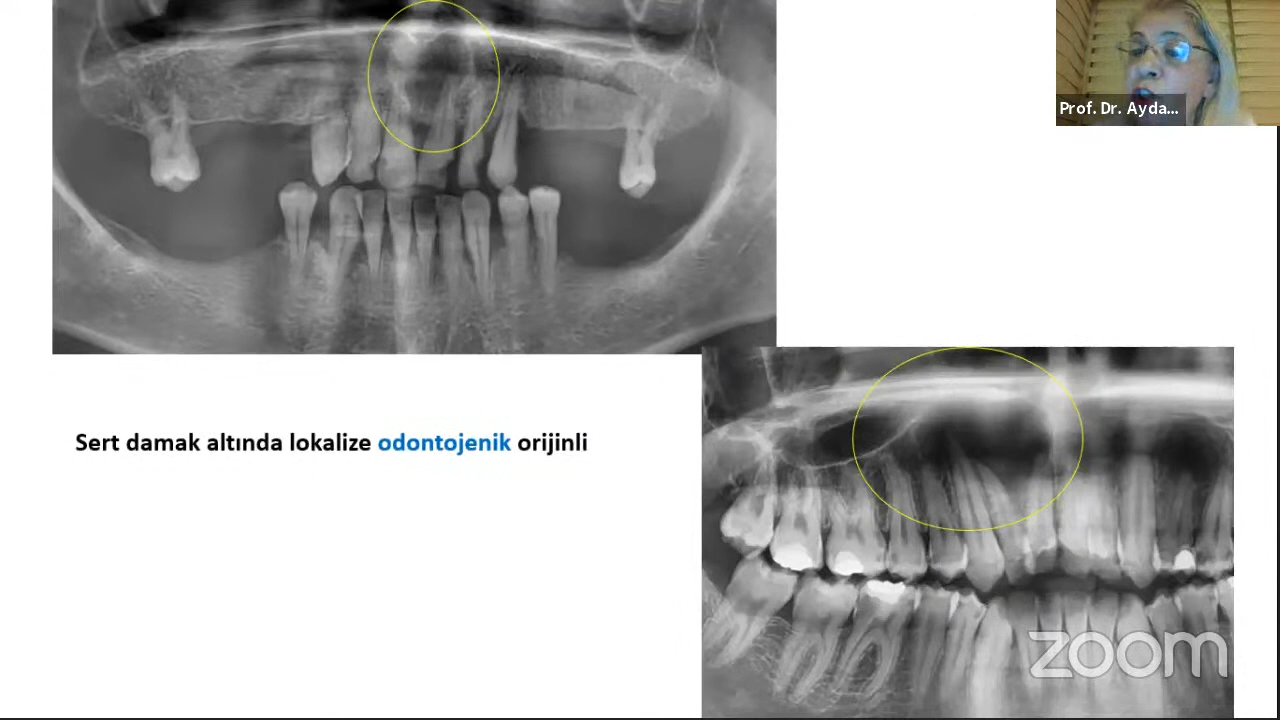 Prof. Dr. Ayda...
Sert damak altında lokalize odontojenik orijinli
zoom